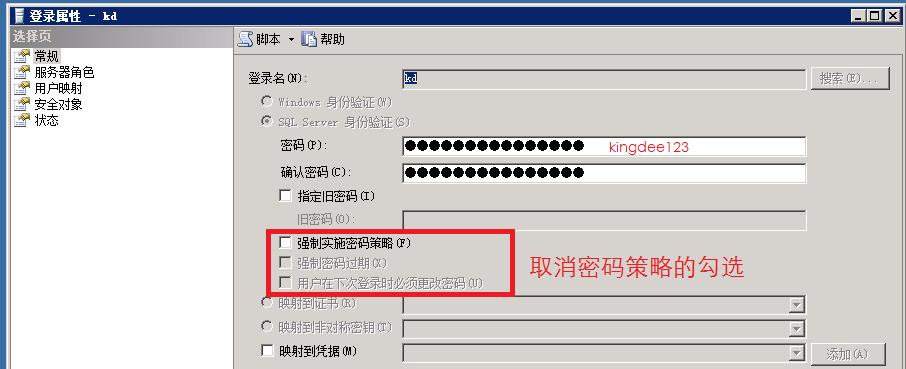 登录属性 - kd
选择页
常规
服务器角色
用户映射
安全对象
状态
脚本
帮助
登录名(N):
kd
搜索(E)...
Windows 身份验证(W)
SQL Server 身份验证(S)
密码(P):
●●●●●●●●●●●●●●●
kingdee123
确认密码(C):
●●●●●●●●●●●●●●●
指定旧密码(I)
旧密码(O):
强制实施密码策略(F)
强制密码过期(X)
用户在下次登录时必须更改密码(U)
取消密码策略的勾选
映射到证书(R)
映射到非对称密钥(T)
映射到凭据(M)
添加(A)